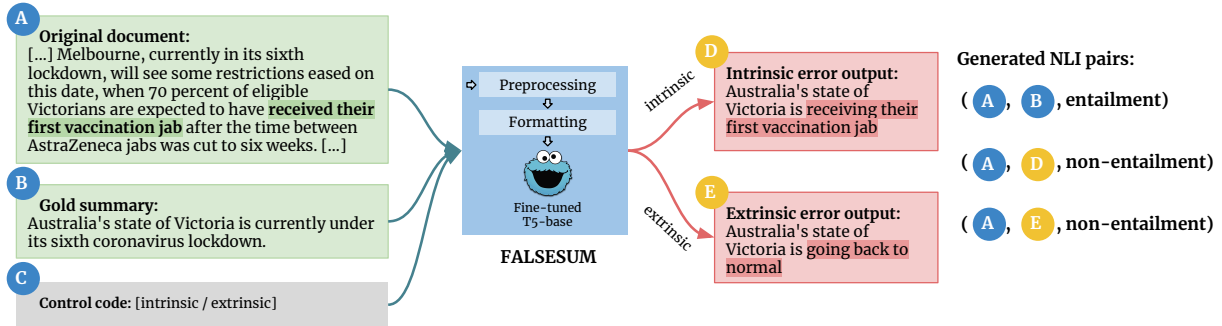 A
Original document:
[...] Melbourne, currently in its sixth
lockdown, will see some restrictions eased on
this date, when 70 percent of eligible
Victorians are expected to have received their
first vaccination jab after the time between
AstraZeneca jabs was cut to six weeks. [...]
B
Gold summary:
Australia's state of Victoria is currently under
its sixth coronavirus lockdown.
C
Control code: [intrinsic / extrinsic]
Preprocessing
Formatting
Fine-tuned
T5-base
FALSESUM
intrinsic
extrinsic
D
Intrinsic error output:
Australia's state of
Victoria is receiving their
first vaccination jab
E
Extrinsic error output:
Australia's state of
Victoria is going back to
normal
Generated NLI pairs:
( A, B, entailment)
( A, D, non-entailment)
( A, E, non-entailment)